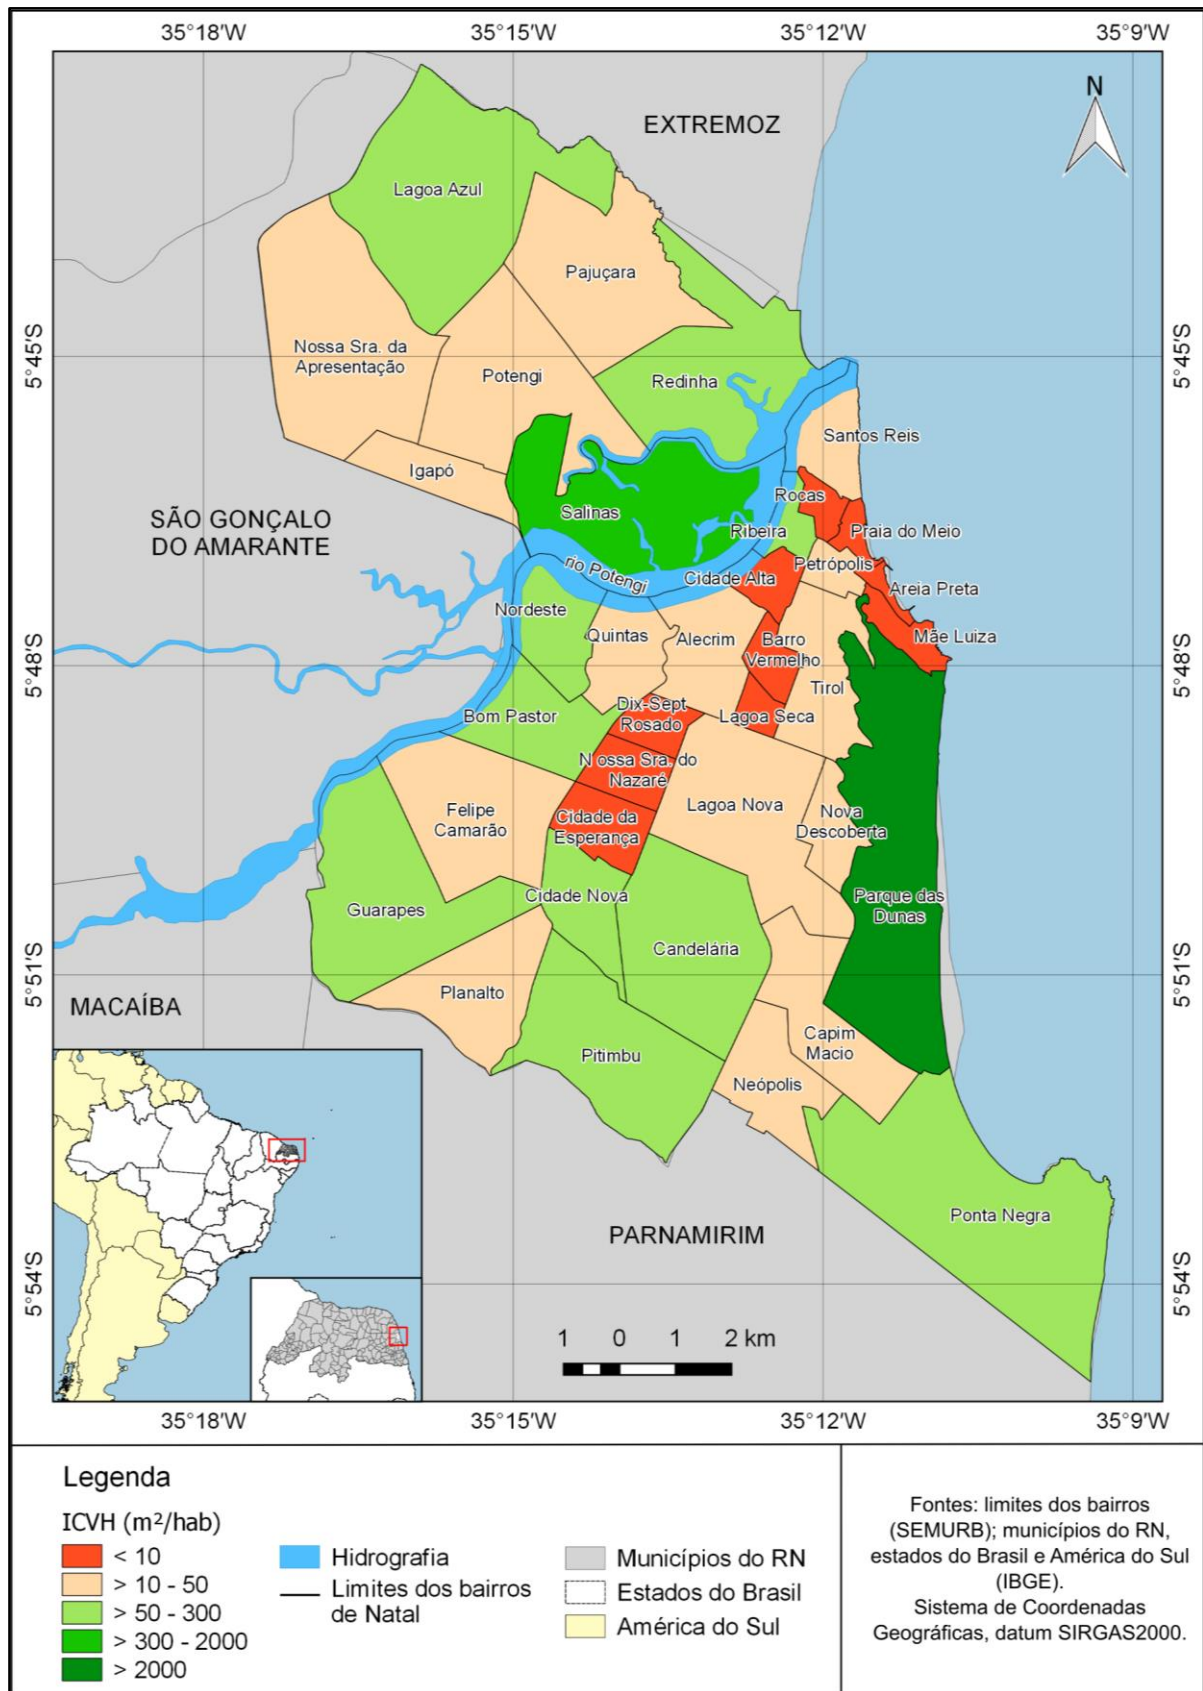 35°18'W 35°15'W 35°12'W 35°9'W
N
EXTREMOZ
Lagoa Azul
Pajuçara
5°45'S
5°45'S
Nossa Sra. da
Apresentação
Potengi
Redinha
Santos Reis
Igapó
Rocas
SÃO GONÇALO
DO AMARANTE
Salinas
Ribeira
Praia do Meio
Petrópolis
rio Potengi
Cidade Alta
Areia Preta
Nordeste
Quintas
Alecrim
Barro
Vermelho
Mãe Luiza
5°48'S
5°48'S
Tirol
Dix-Sept
Rosado
Lagoa Seca
Bom Pastor
N ossa Sra. do
Nazaré
Lagoa Nova
Felipe
Camarão
Cidade da
Esperança
Nova
Descoberta
Guarapes
Cidade Nova
Parque das
Dunas
Candelária
5°51'S
5°51'S
Planalto
MACAÍBA
Capim
Macio
Pitimbu
Neópolis
Ponta Negra
PARNAMIRIM
5°54'S
5°54'S
1 0 1 2 km
35°18'W 35°15'W 35°12'W 35°9'W
Legenda
ICVH (m²/hab)
< 10
> 10 - 50
> 50 - 300
> 300 - 2000
> 2000
Hidrografia
Limites dos bairros
de Natal
Municípios do RN
Estados do Brasil
América do Sul
Fontes: limites dos bairros
(SEMURB); municípios do RN,
estados do Brasil e América do Sul
(IBGE).
Sistema de Coordenadas
Geográficas, datum SIRGAS2000.